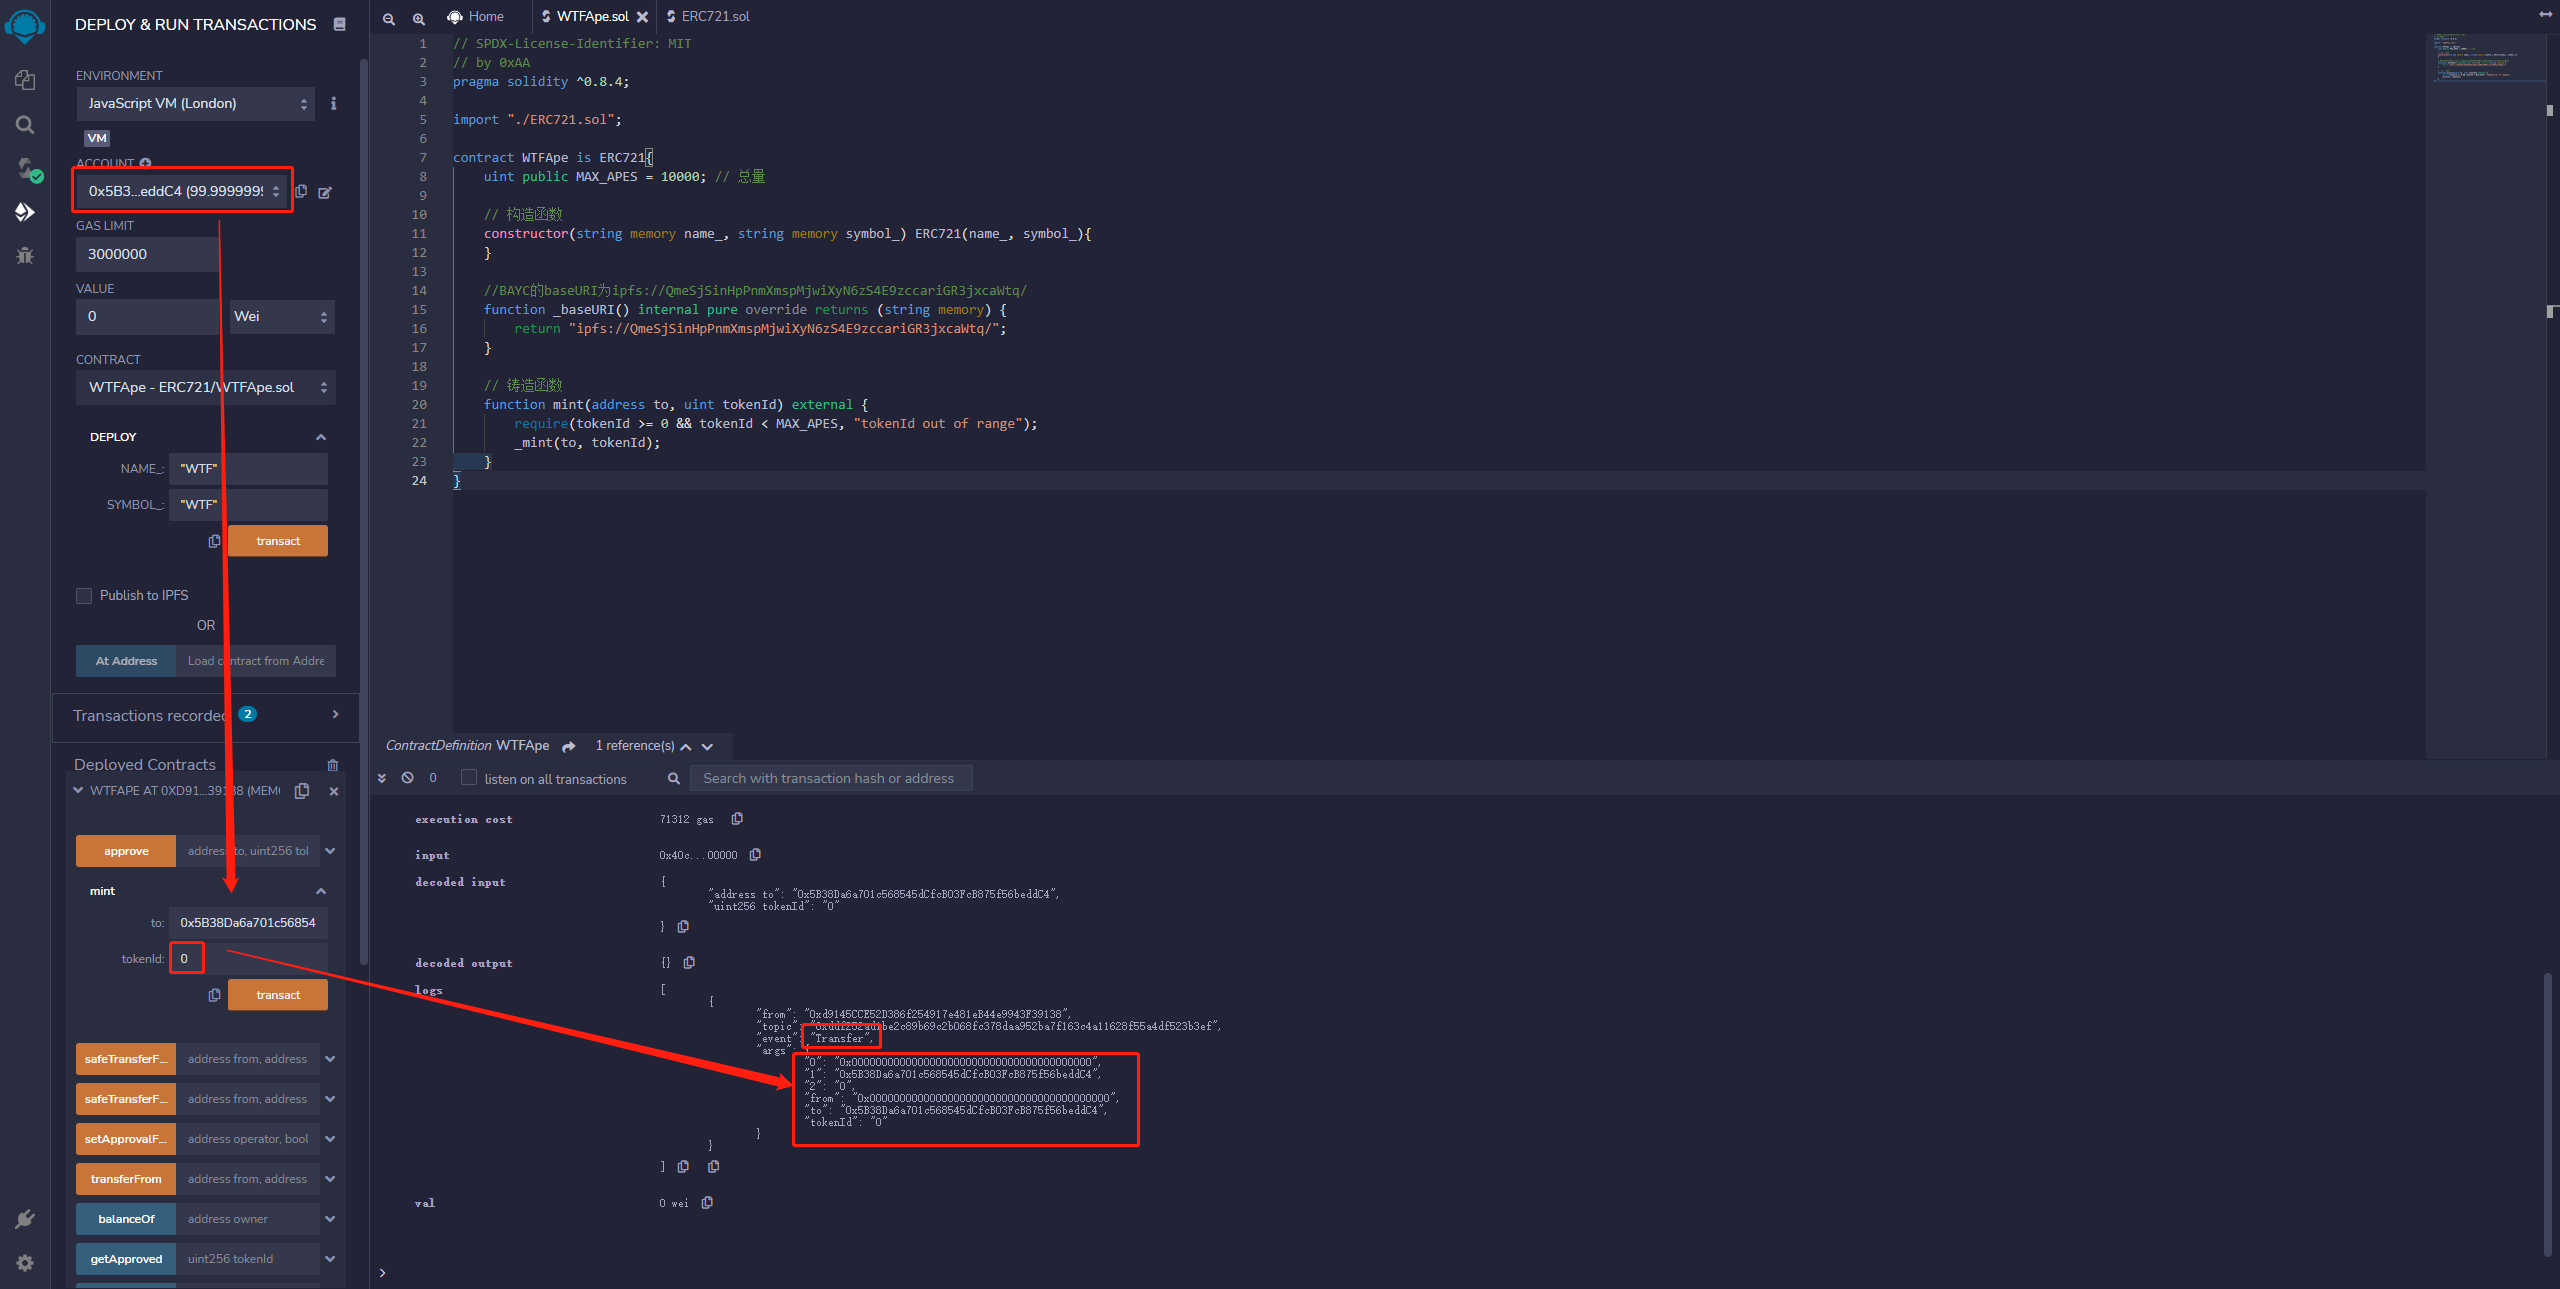 DEPLOY & RUN TRANSACTIONS
ENVIRONMENT
JavaScript VM (London)
VM
ACCOUNT
0x5B3...eddC4 (99.9999999
GAS LIMIT
3000000
VALUE
0
Wei
CONTRACT
WTFApe - ERC721/WTFApe.sol
DEPLOY
NAME_: "WTF"
SYMBOL_: "WTF"
transact
Publish to IPFS
OR
At Address
Load contract from Addre
Transactions recorded 2
Deployed Contracts
WTFAPE AT 0XD91...39138 (MEM
approve address to, uint256 tok
mint
to: 0x5B38Da6a701c56854
tokenId: 0
transact
safeTransferF... address from, address
safeTransferF... address from, address
setApprovalF... address operator, bool
transferFrom address from, address
balanceOf address owner
getApproved uint256 tokenId
Home
WTFApe.sol
ERC721.sol
1 // SPDX-License-Identifier: MIT
2 // by 0xAA
3 pragma solidity ^0.8.4;
4
5 import "./ERC721.sol";
6
7 contract WTFApe is ERC721{
8 uint public MAX_APES = 10000; // 总量
9
10 // 构造函数
11 constructor(string memory name_, string memory symbol_) ERC721(name_, symbol_){
12 }
13
14 //BAYC的baseURI为ipfs://QmeSjSinHpPnmXmspMjwiXyN6zS4E9zccariGR3jxcaWtq/
15 function _baseURI() internal pure override returns (string memory) {
16 return "ipfs://QmeSjSinHpPnmXmspMjwiXyN6zS4E9zccariGR3jxcaWtq/";
17 }
18
19 // 铸造函数
20 function mint(address to, uint tokenId) external {
21 require(tokenId >= 0 && tokenId < MAX_APES, "tokenId out of range");
22 _mint(to, tokenId);
23 }
24 }
ContractDefinition WTFApe 1 reference(s)
0 listen on all transactions Search with transaction hash or address
execution cost 71312 gas
input 0x40c...00000
decoded input {
"address to": "0x5B38Da6a701c568545dCfcB03FcB875f56beddC4",
"uint256 tokenId": "0"
}
decoded output {}
logs [
{
"from": "0xd9145CCE52D386f254917e481eB44e9943F39138",
"topic": "0xddf252ad1be2c89b69c2b068fc378daa952ba7f163c4a11628f55a4df523b3ef",
"event": "Transfer",
"args": {
"0": "0x0000000000000000000000000000000000000000",
"1": "0x5B38Da6a701c568545dCfcB03FcB875f56beddC4",
"2": "0",
"from": "0x0000000000000000000000000000000000000000",
"to": "0x5B38Da6a701c568545dCfcB03FcB875f56beddC4",
"tokenId": "0"
}
}
]
val 0 wei
>